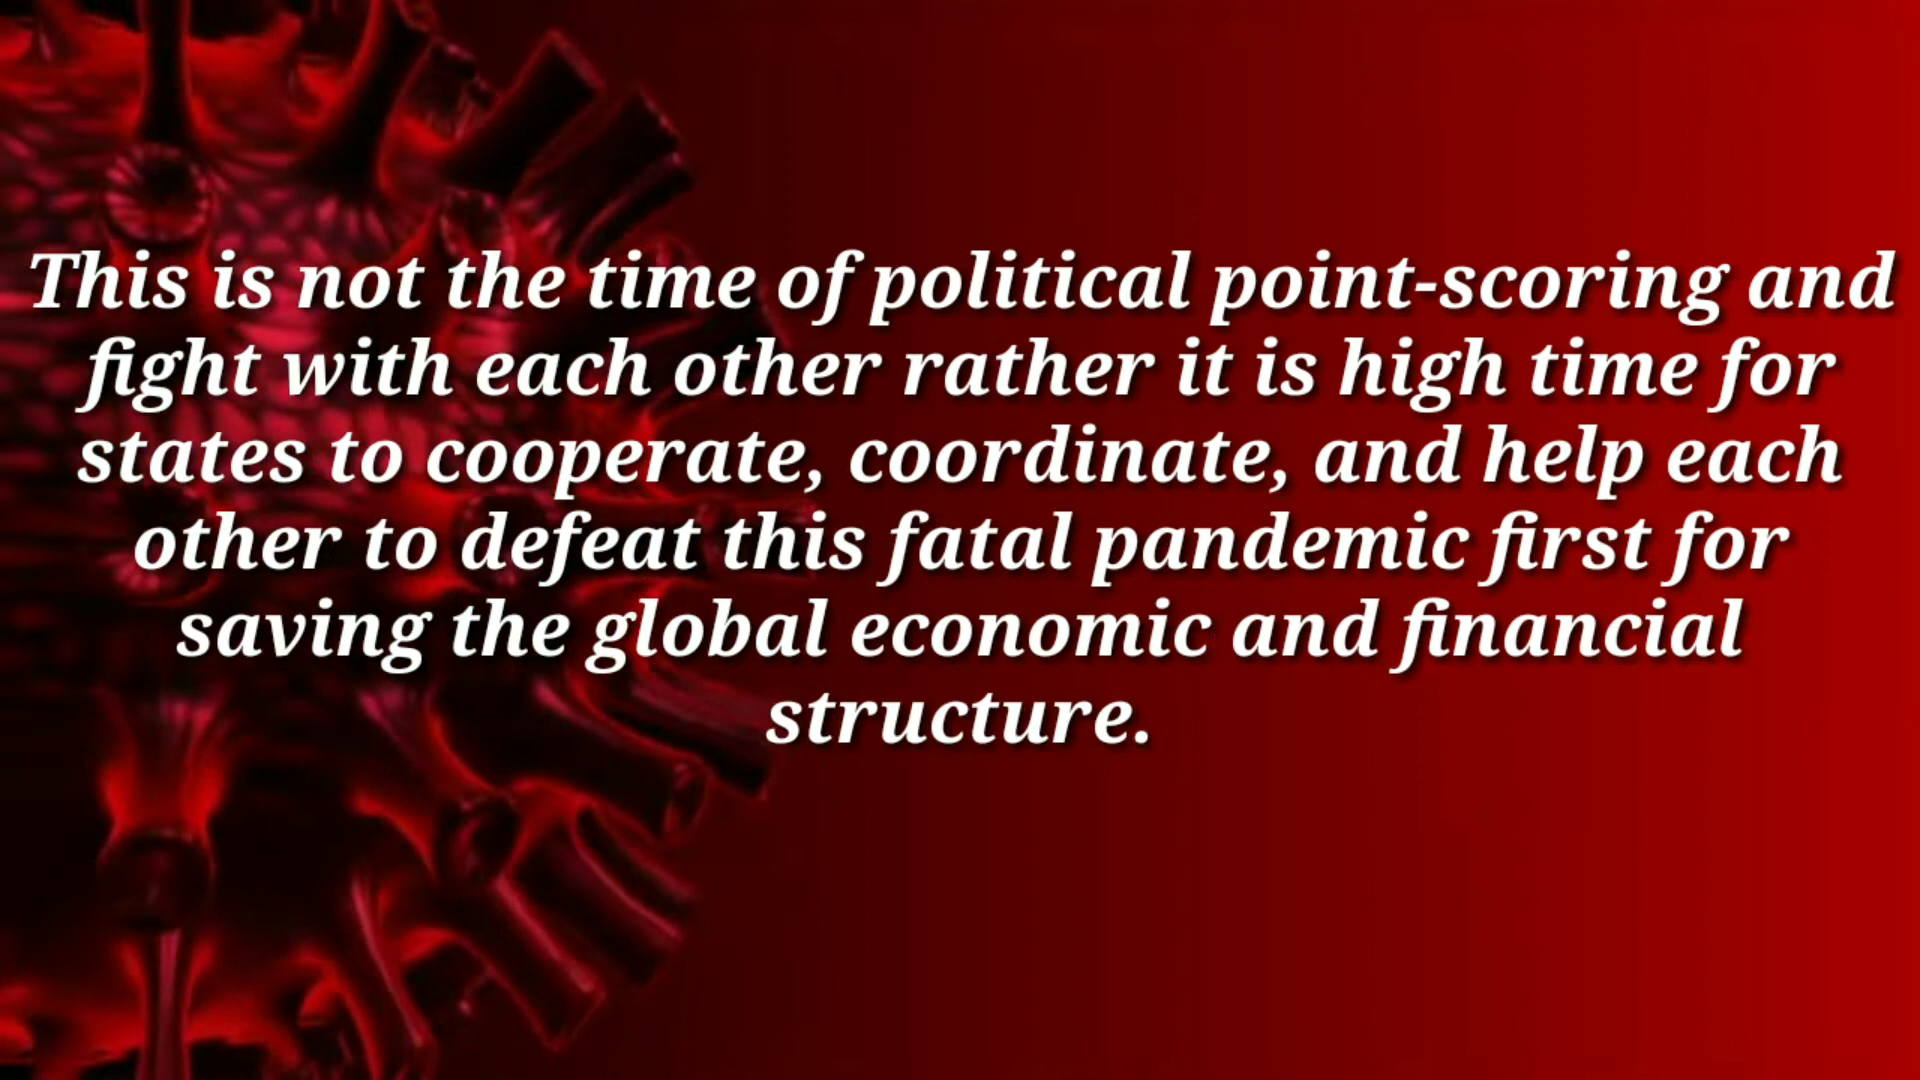 This is not the time of political point-scoring and
fight with each other rather it is high time for
states to cooperate, coordinate, and help each
other to defeat this fatal pandemic first for
saving the global economic and financial
structure.